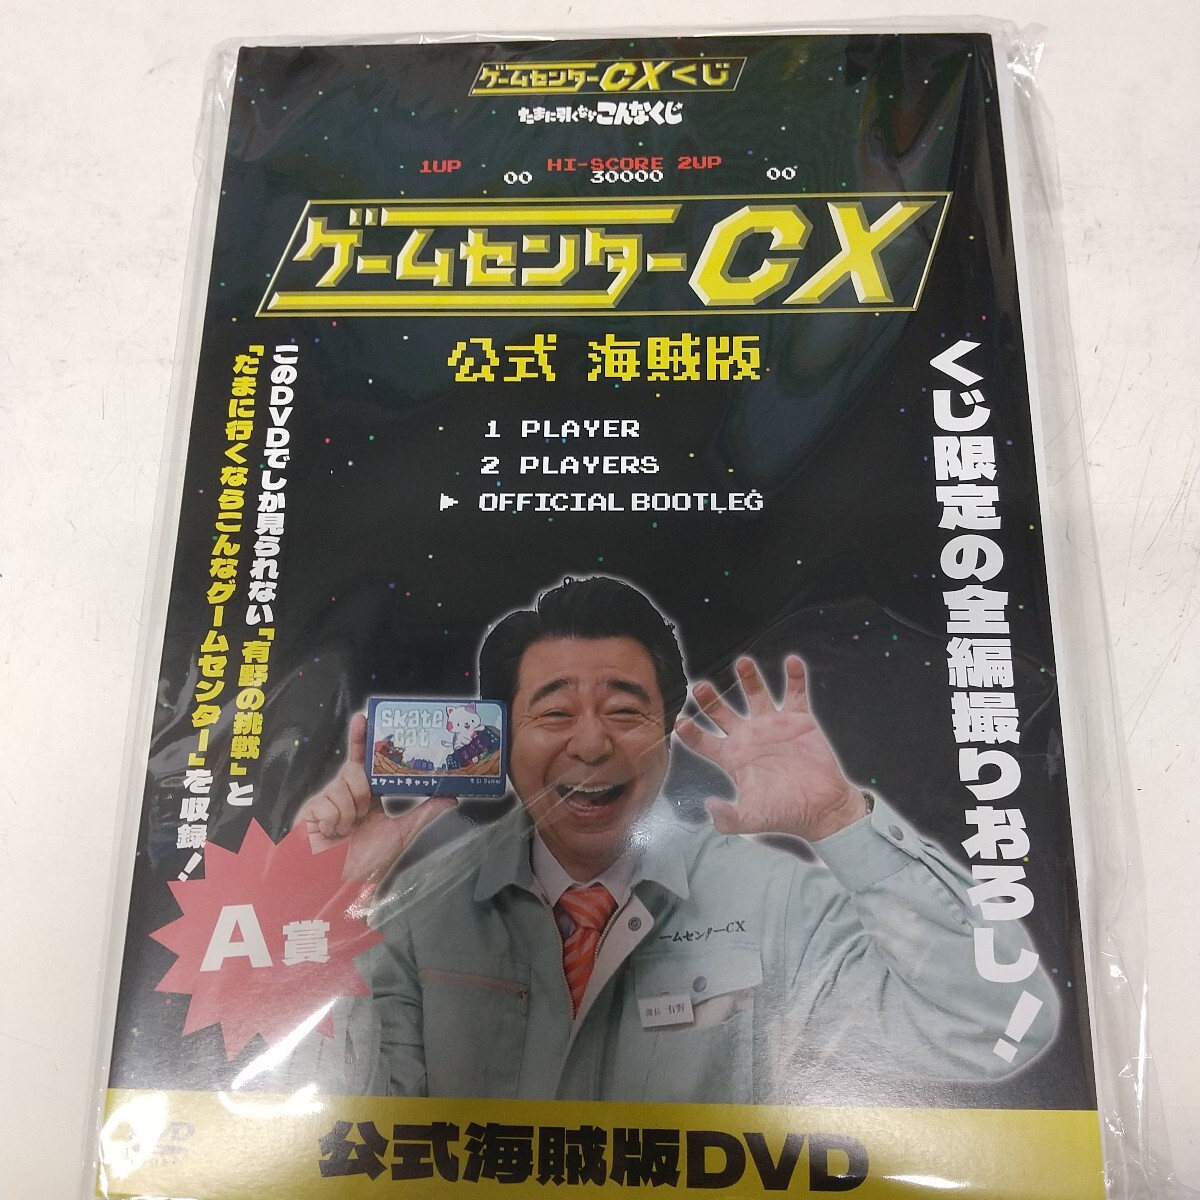 ゲームセンターCXくじ
たまに引くならこんなくじ
1UP HI-SCORE 2UP
00 30000 00
ゲームセンターCX
公式 海賊版
1 PLAYER
2 PLAYERS
▶ OFFICIAL BOOTLEG
くじ限定の全編撮りおろし!
このDVDでしか見られない「有野の挑戦」と
「たまに行くならこんなゲームセンター」を収録!
Skate
cat
スケートキャット
A賞
ームセンターCX
課長 有野
公式海賊版DVD